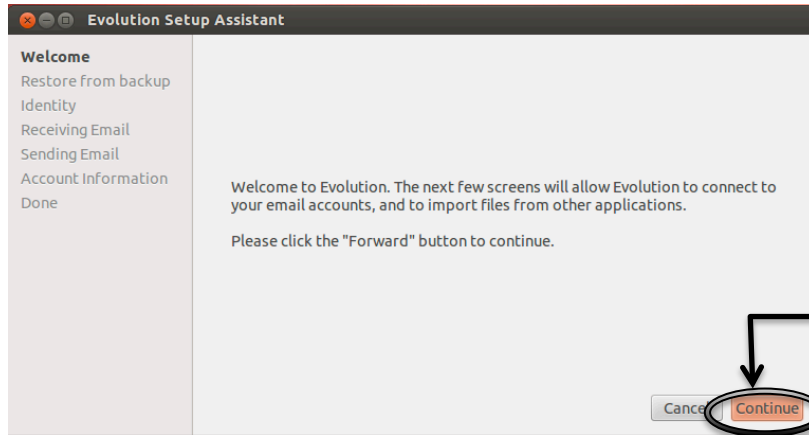 Evolution Setup Assistant
Welcome
Restore from backup
Identity
Receiving Email
Sending Email
Account Information
Done
Welcome to Evolution. The next few screens will allow Evolution to connect to
your email accounts, and to import files from other applications.
Please click the "Forward" button to continue.
Cancel Continue